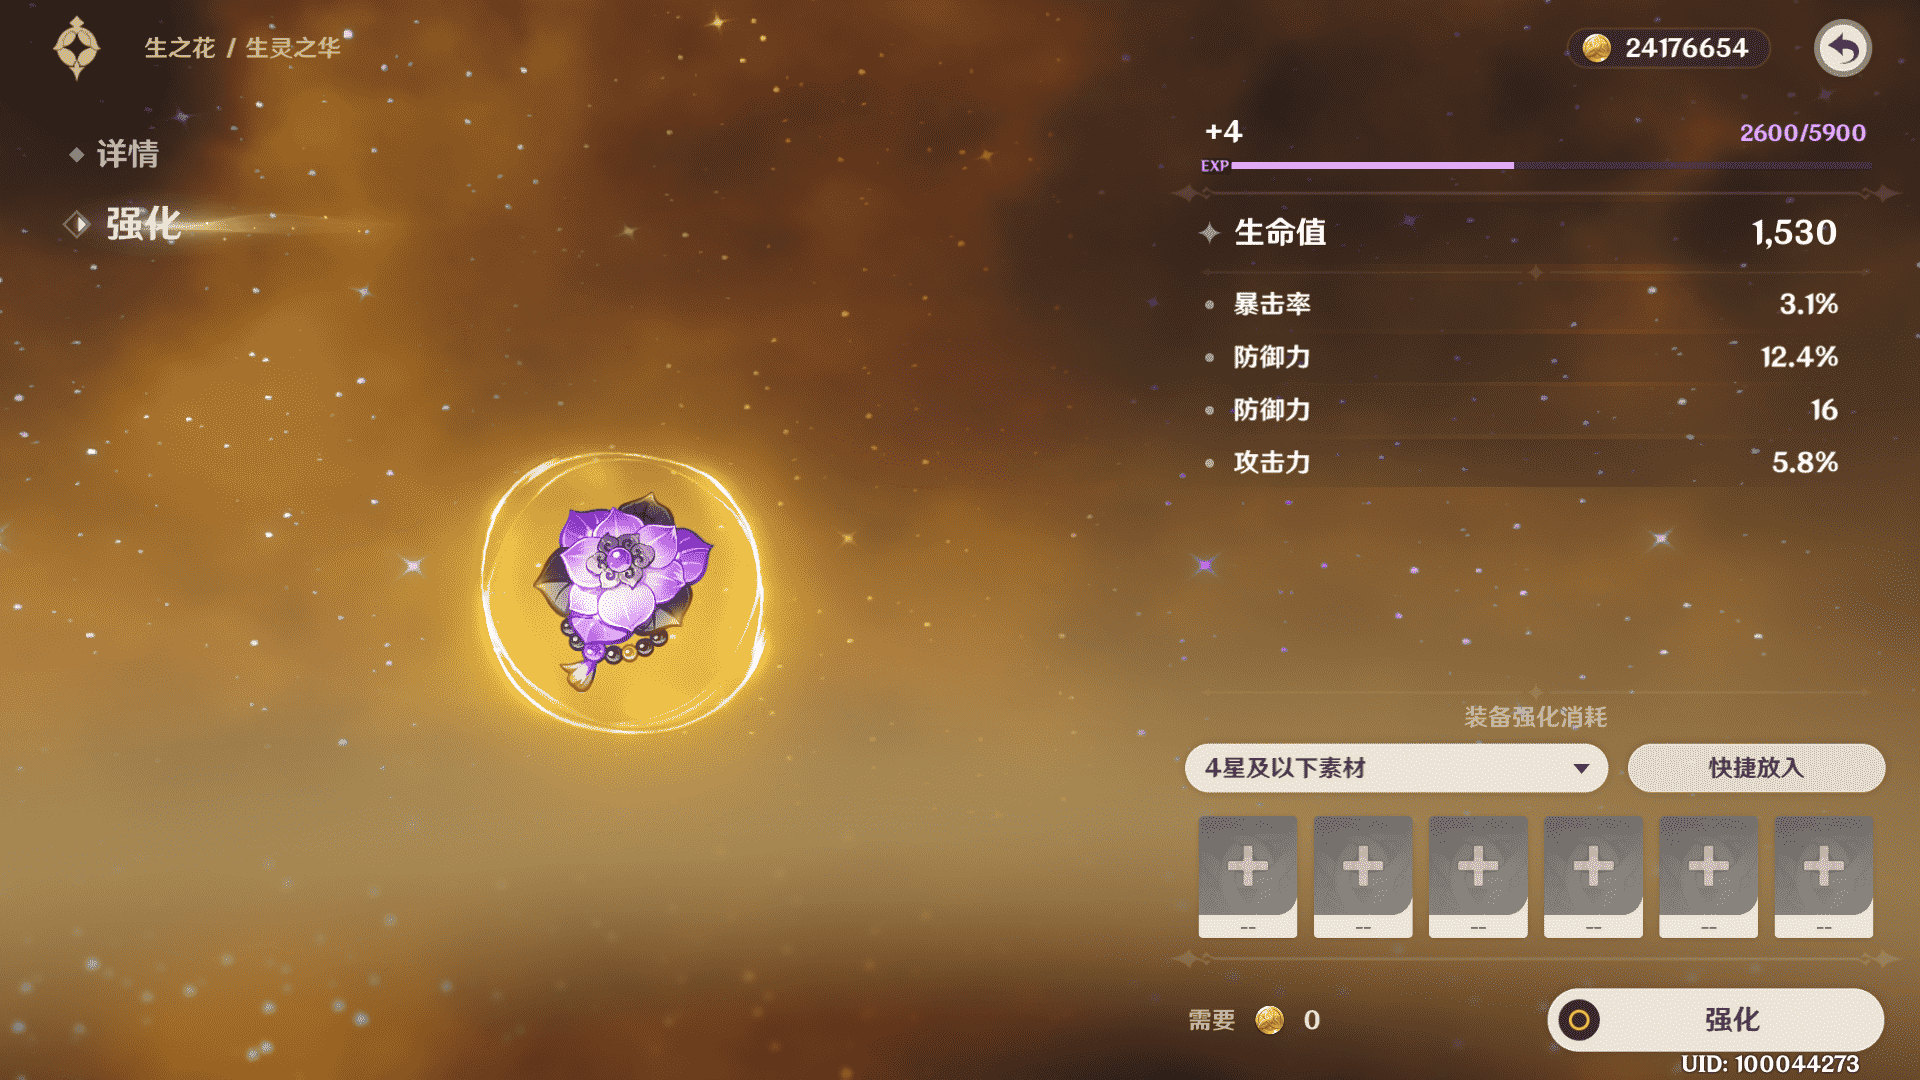 生之花 / 生灵之华
24176654
详情
强化
+4
2600/5900
EXP
生命值 1,530
暴击率 3.1%
防御力 12.4%
防御力 16
攻击力 5.8%
装备强化消耗
4星及以下素材
快捷放入
-- -- -- -- -- --
需要 0
强化
UID: 100044273